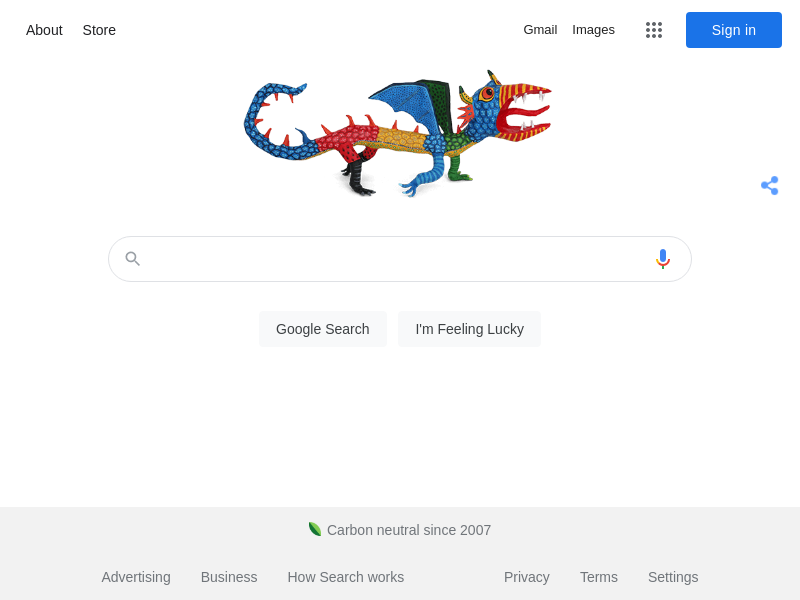 About Store Gmail Images Sign in
Google Search I'm Feeling Lucky
Carbon neutral since 2007
Advertising Business How Search works Privacy Terms Settings